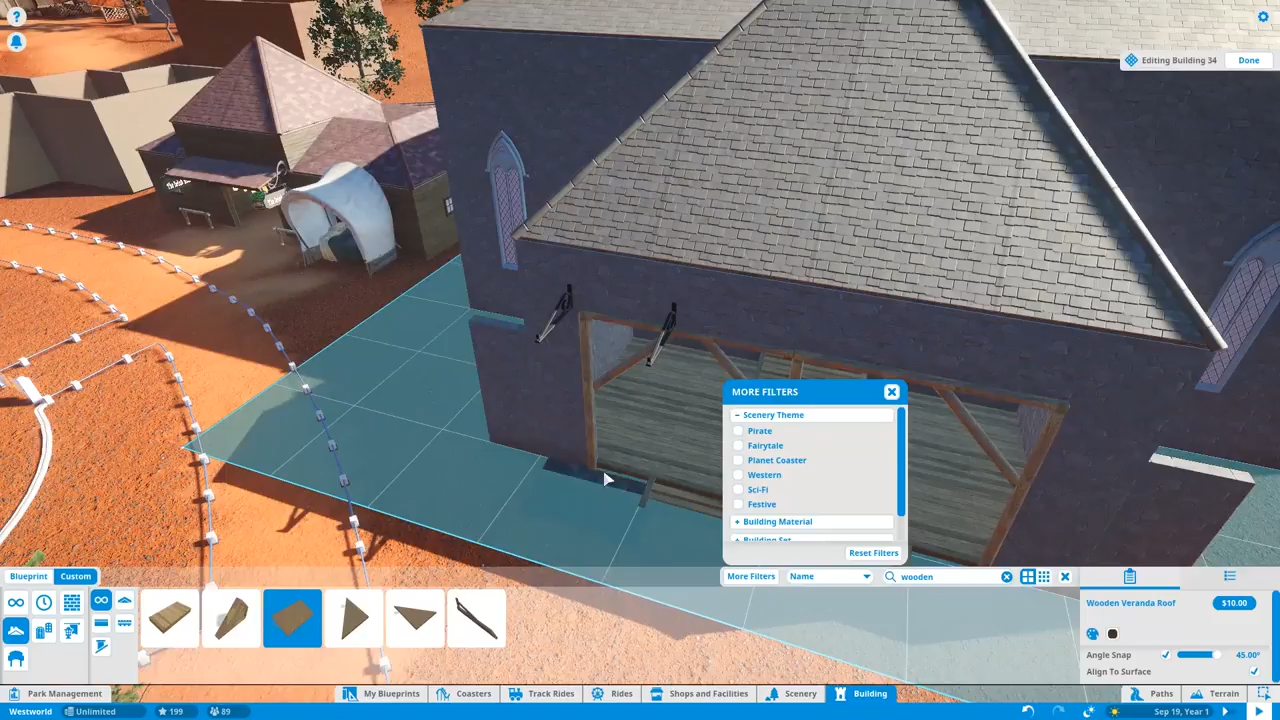 ?
Editing Building 34
Done
MORE FILTERS
- Scenery Theme
Pirate
Fairytale
Planet Coaster
Western
Sci-Fi
Festive
+ Building Material
+ Building Set
Reset Filters
Blueprint
Custom
More Filters
Name
wooden
Wooden Veranda Roof
$10.00
Angle Snap
45.00°
Align To Surface
Park Management
My Blueprints
Coasters
Track Rides
Rides
Shops and Facilities
Scenery
Building
Paths
Terrain
Westworld
Unlimited
199
89
Sep 19, Year 1